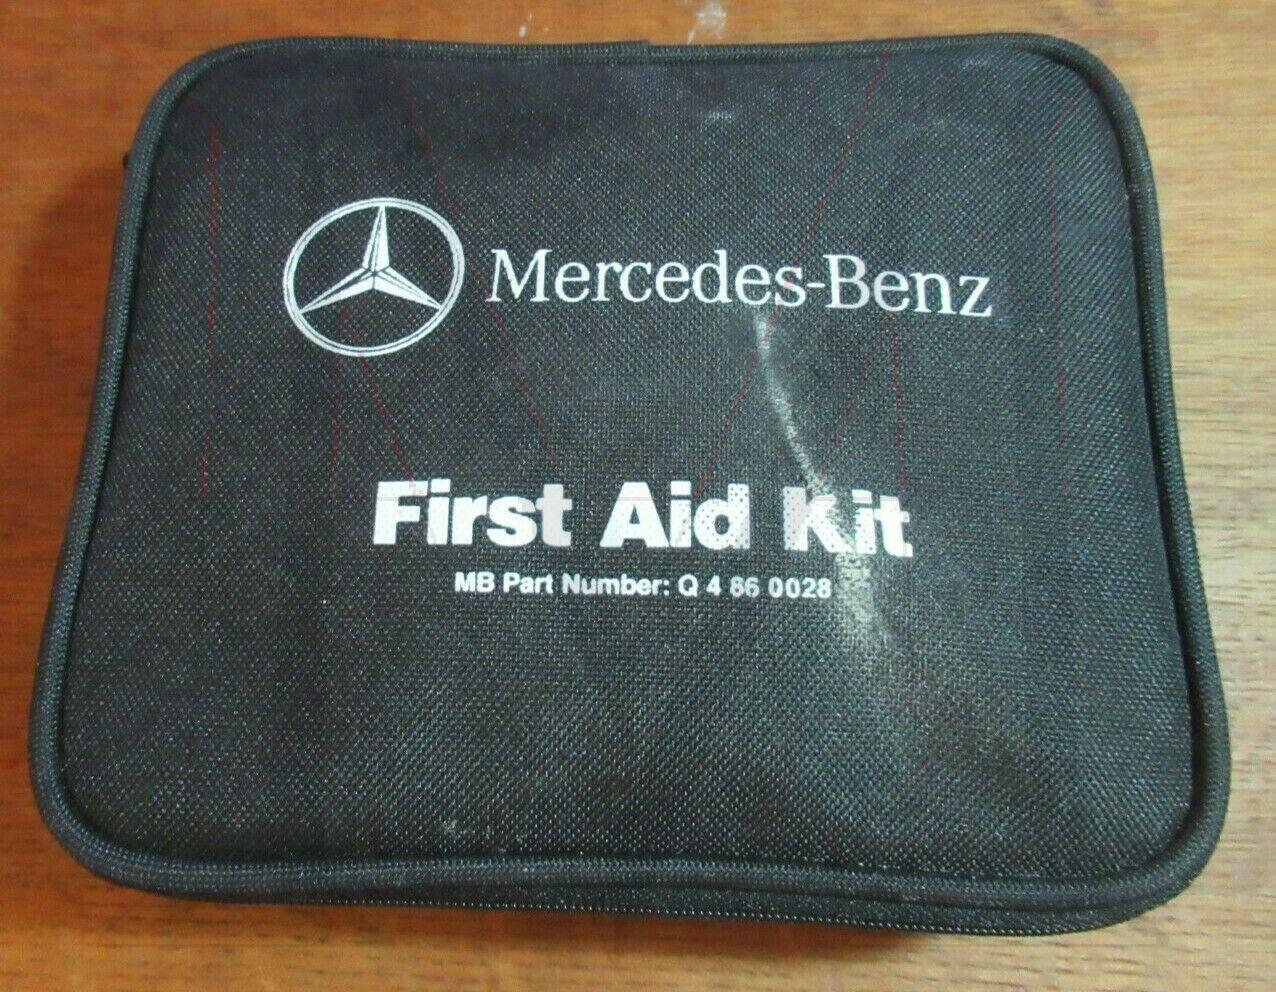 Mercedes-Benz
First Aid Kit
MB Part Number: Q 4 86 0028